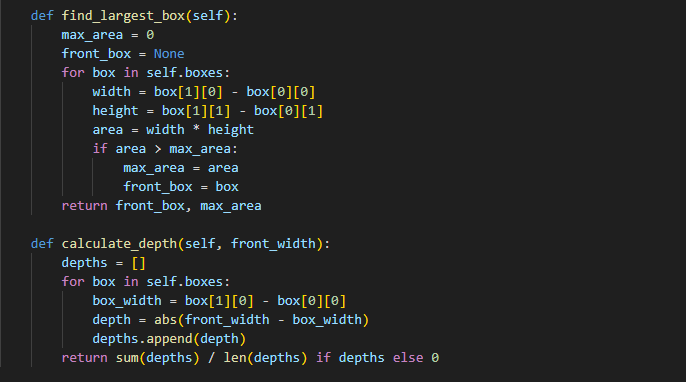 def find_largest_box(self):
    max_area = 0
    front_box = None
    for box in self.boxes:
        width = box[1][0] - box[0][0]
        height = box[1][1] - box[0][1]
        area = width * height
        if area > max_area:
            max_area = area
            front_box = box
    return front_box, max_area

def calculate_depth(self, front_width):
    depths = []
    for box in self.boxes:
        box_width = box[1][0] - box[0][0]
        depth = abs(front_width - box_width)
        depths.append(depth)
    return sum(depths) / len(depths) if depths else 0